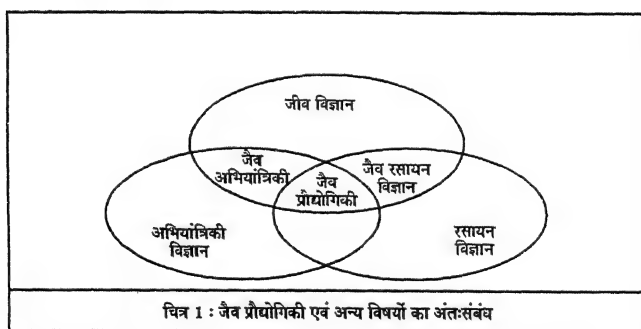 जीव विज्ञान
जैव
अभियांत्रिकी
जैव रसायन
विज्ञान
जैव
प्रौद्योगिकी
अभियांत्रिकी
विज्ञान
रसायन
विज्ञान
चित्र 1 : जैव प्रौद्योगिकी एवं अन्य विषयों का अंतःसंबंध